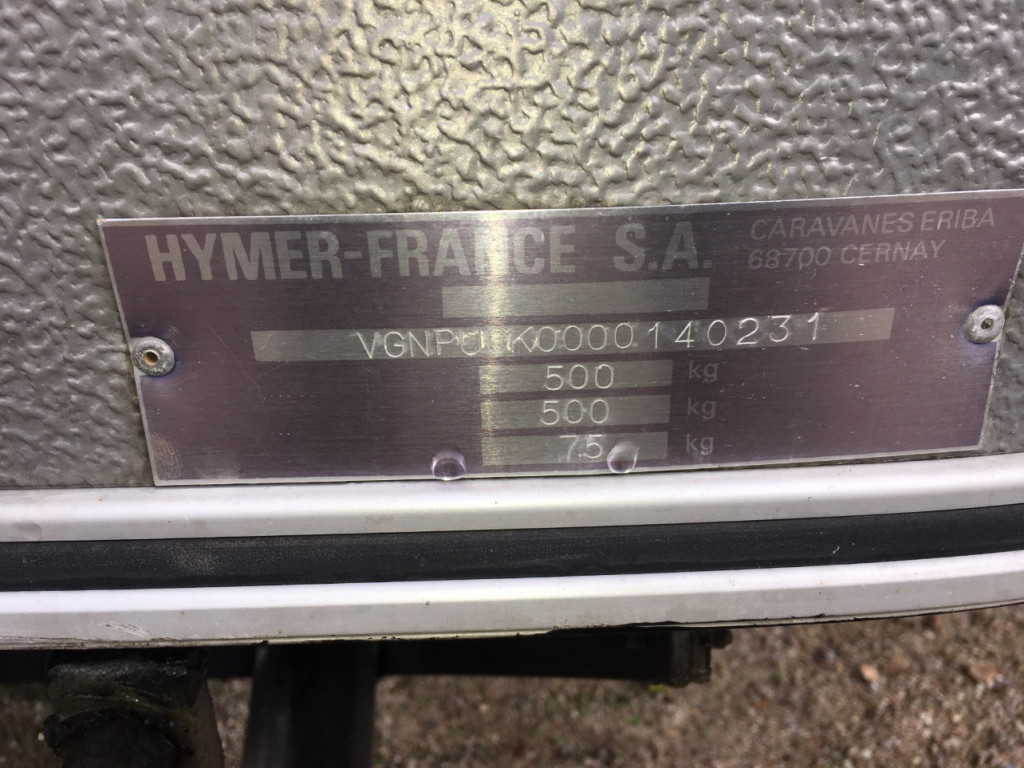 HYMER-FRANCE S.A.
CARAVANES ERIBA
68700 CERNAY
500 kg
500 kg
75 kg